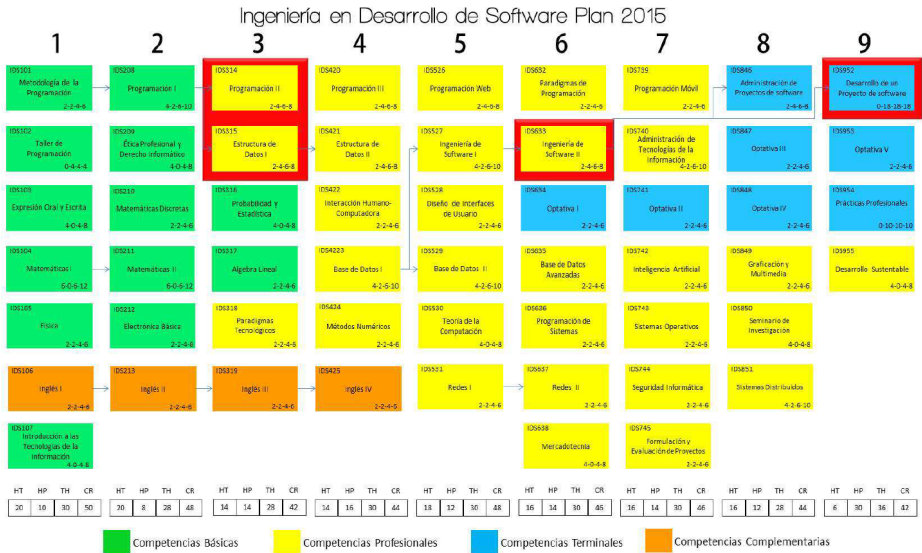 Ingeniería en Desarrollo de Software Plan 2015
1 2 3 4 5 6 7 8 9
IDS101
Metodología de la
Programación
2-2-4-6
IDS208
Programación I
4-2-6-10
IDS314
Programación II
2-4-6-8
IDS420
Programación III
2-4-6-8
IDS526
Programación Web
2-4-6-8
IDS632
Paradigmas de
Programación
2-2-4-6
IDS739
Programación Móvil
2-4-6-8
IDS846
Administración de
Proyectos de software
2-4-6-8
IDS952
Desarrollo de un
Proyecto de software
0-18-18-18
IDS102
Taller de
Programación
0-4-4-4
IDS209
Ética Profesional y
Derecho Informático
4-0-4-8
IDS315
Estructura de
Datos I
2-4-6-8
IDS421
Estructura de
Datos II
2-4-6-8
IDS527
Ingeniería de
Software I
4-2-6-10
IDS633
Ingeniería de
Software II
2-4-6-8
IDS740
Administración de
Tecnologías de la
Información
4-2-6-10
IDS847
Optativa III
2-2-4-6
IDS953
Optativa V
2-2-4-6
IDS103
Expresión Oral y Escrita
4-0-4-8
IDS210
Matemáticas Discretas
2-2-4-6
IDS316
Probabilidad y
Estadística
4-0-4-8
IDS422
Interacción Humano-
Computadora
2-2-4-6
IDS528
Diseño de Interfaces
de Usuario
2-2-4-6
IDS634
Optativa I
2-2-4-6
IDS741
Optativa II
2-2-4-6
IDS848
Optativa IV
2-2-4-6
IDS954
Prácticas Profesionales
0-10-10-10
IDS104
Matemáticas I
6-0-6-12
IDS211
Matemáticas II
6-0-6-12
IDS317
Algebra Lineal
2-2-4-6
IDS4223
Base de Datos I
4-2-6-10
IDS529
Base de Datos II
4-2-6-10
IDS635
Base de Datos
Avanzadas
2-2-4-6
IDS742
Inteligencia Artificial
2-2-4-6
IDS849
Graficación y
Multimedia
2-2-4-6
IDS955
Desarrollo Sustentable
4-0-4-8
IDS105
Física
2-2-4-6
IDS212
Electrónica Básica
2-2-4-6
IDS318
Paradigmas
Tecnológicos
2-2-4-6
IDS424
Métodos Numéricos
2-2-4-6
IDS530
Teoría de la
Computación
4-0-4-8
IDS636
Programación de
Sistemas
2-2-4-6
IDS743
Sistemas Operativos
2-2-4-6
IDS850
Seminario de
Investigación
4-0-4-8
IDS106
Inglés I
2-2-4-6
IDS213
Inglés II
2-2-4-6
IDS319
Inglés III
2-2-4-6
IDS425
Inglés IV
2-2-4-6
IDS531
Redes I
2-2-4-6
IDS637
Redes II
2-2-4-6
IDS744
Seguridad Informática
2-2-4-6
IDS851
Sistemas Distribuidos
4-2-6-10
IDS107
Introducción a las
Tecnologías de la
Información
4-0-4-8
IDS638
Mercadotecnia
4-0-4-8
IDS745
Formulación y
Evaluación de Proyectos
2-2-4-6
HT HP TH CR HT HP TH CR HT HP TH CR HT HP TH CR HT HP TH CR HT HP TH CR HT HP TH CR HT HP TH CR HT HP TH CR
20 10 30 50 20 8 28 48 14 14 28 42 14 16 30 44 18 12 30 48 16 14 30 46 16 14 30 46 16 12 28 44 6 30 36 42
Competencias Básicas Competencias Profesionales Competencias Terminales Competencias Complementarias